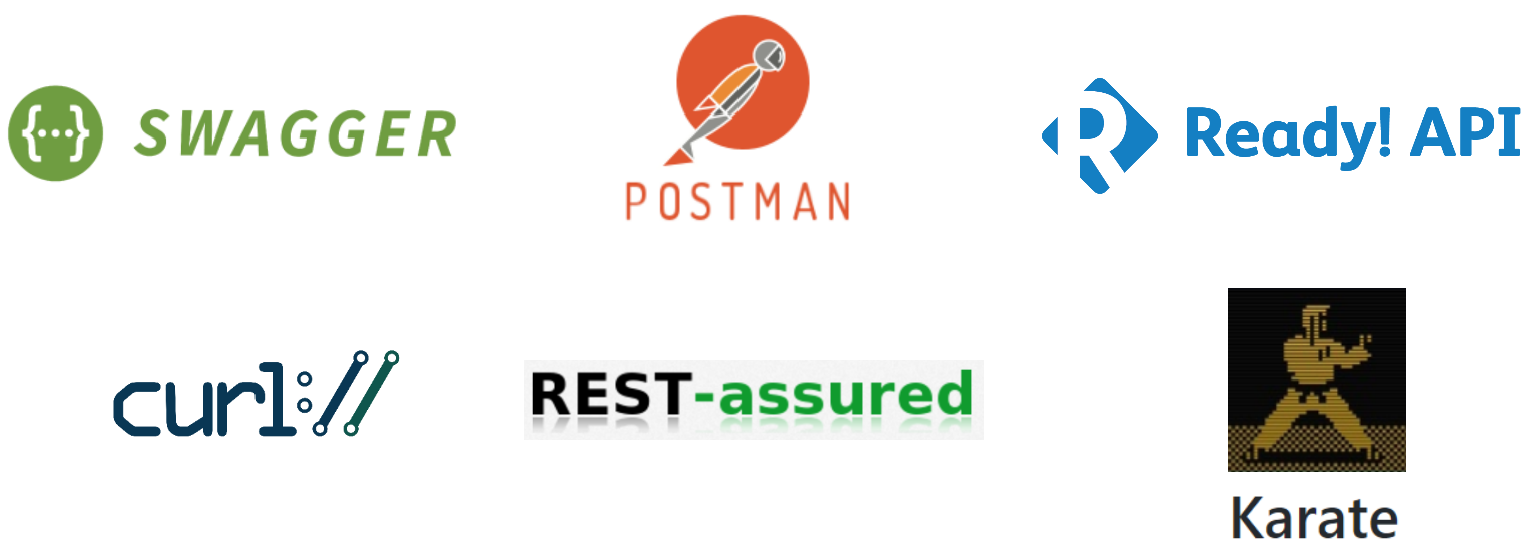 {...} SWAGGER
POSTMAN
Ready! API
curl://
REST-assured
Karate